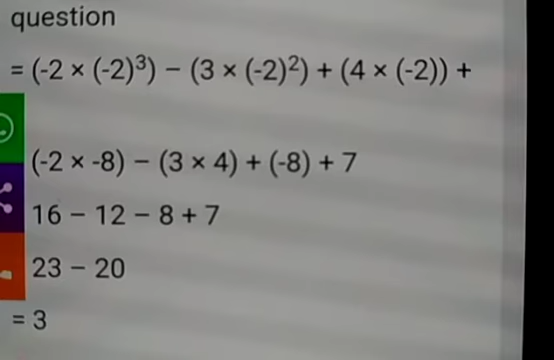 question
= (-2 × (-2)³) − (3 × (-2)²) + (4 × (-2)) +
(-2 × -8) − (3 × 4) + (-8) + 7
16 − 12 − 8 + 7
23 − 20
= 3